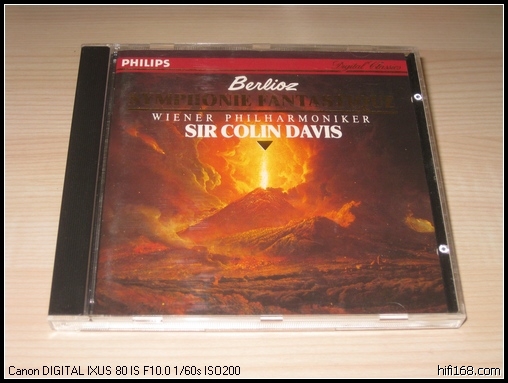 PHILIPS
Digital Classics
Berlioz
SYMPHONIE FANTASTIQUE
WIENER PHILHARMONIKER
SIR COLIN DAVIS
Canon DIGITAL IXUS 80 IS F10.0 1/60s ISO200
hifi168.com